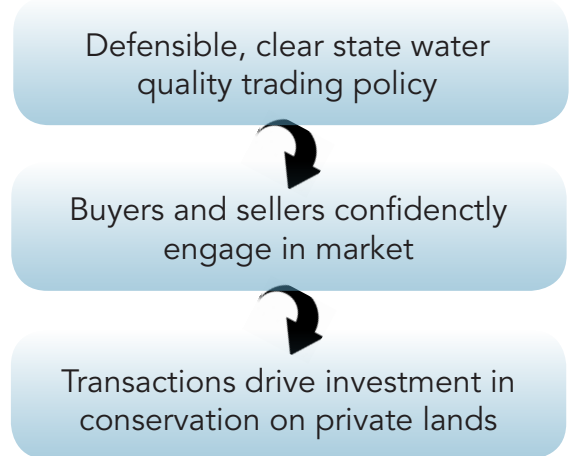 Defensible, clear state water
quality trading policy
Buyers and sellers confidenctly
engage in market
Transactions drive investment in
conservation on private lands